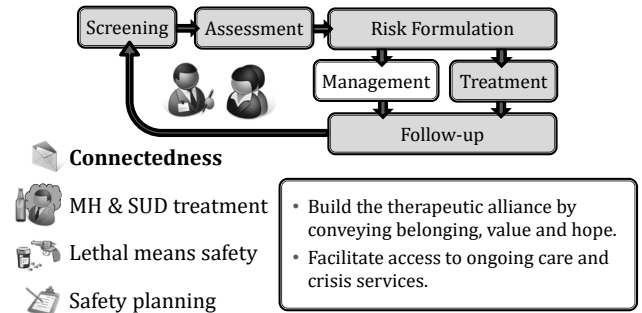 Screening
Assessment
Risk Formulation
Management
Treatment
Follow-up
Connectedness
MH & SUD treatment
Lethal means safety
Safety planning
• Build the therapeutic alliance by
conveying belonging, value and hope.
• Facilitate access to ongoing care and
crisis services.